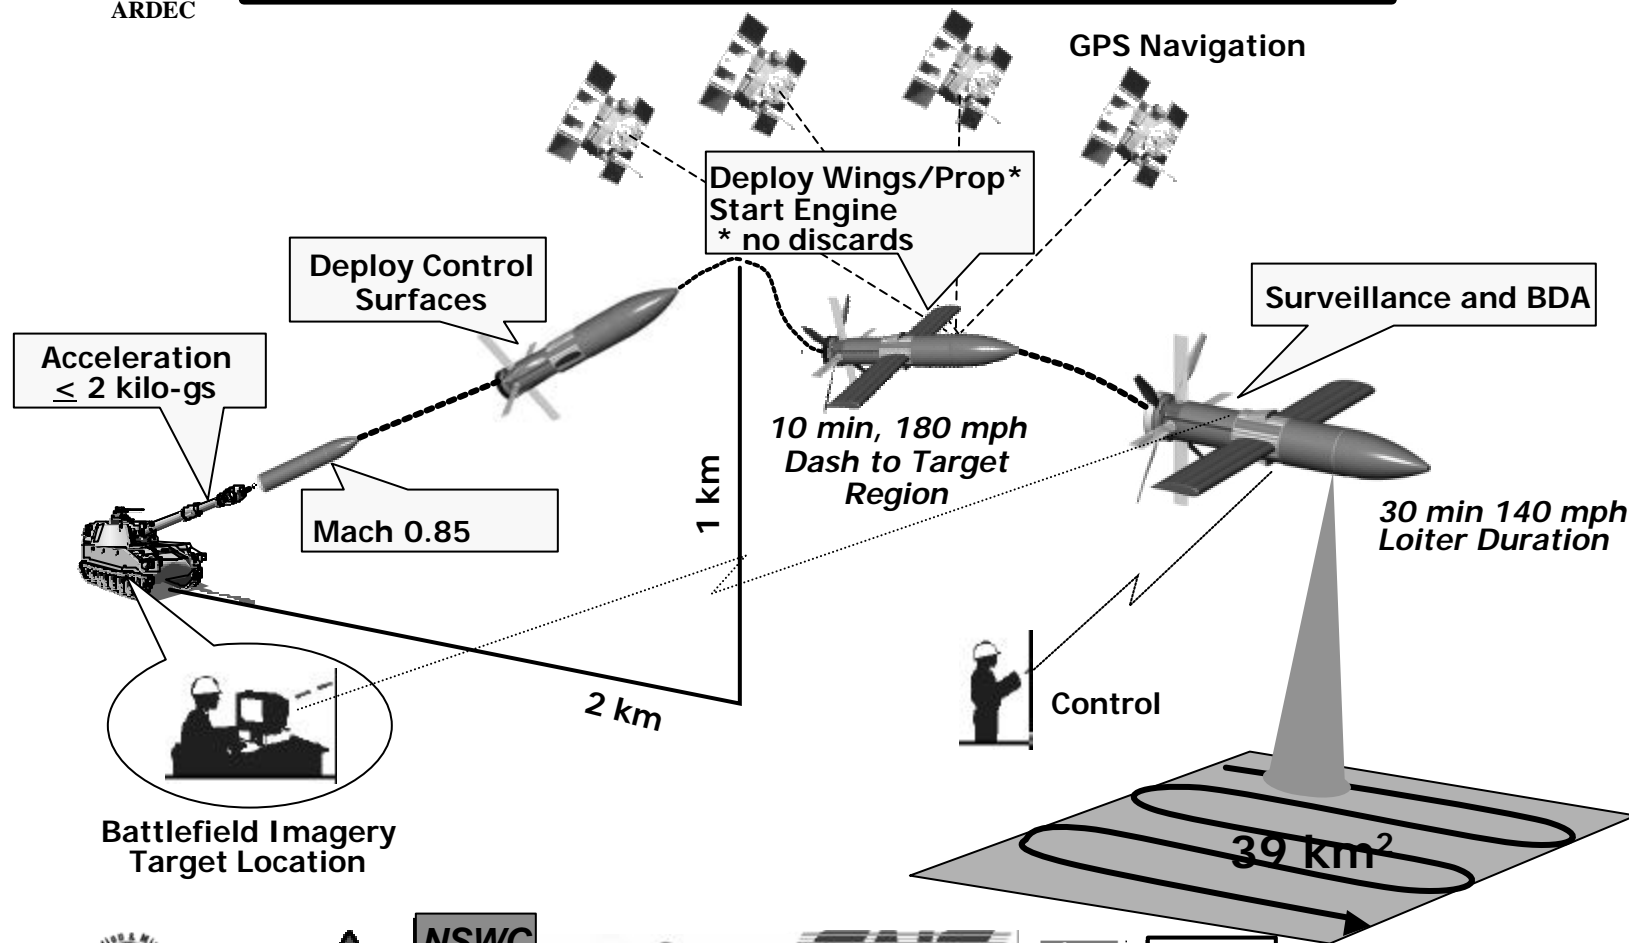 ARDEC
GPS Navigation
Deploy Wings/Prop*
Start Engine
* no discards
Deploy Control
Surfaces
Surveillance and BDA
Acceleration
≤ 2 kilo-gs
Mach 0.85
10 min, 180 mph
Dash to Target
Region
1 km
30 min 140 mph
Loiter Duration
2 km
Control
Battlefield Imagery
Target Location
39 km²
NSWC